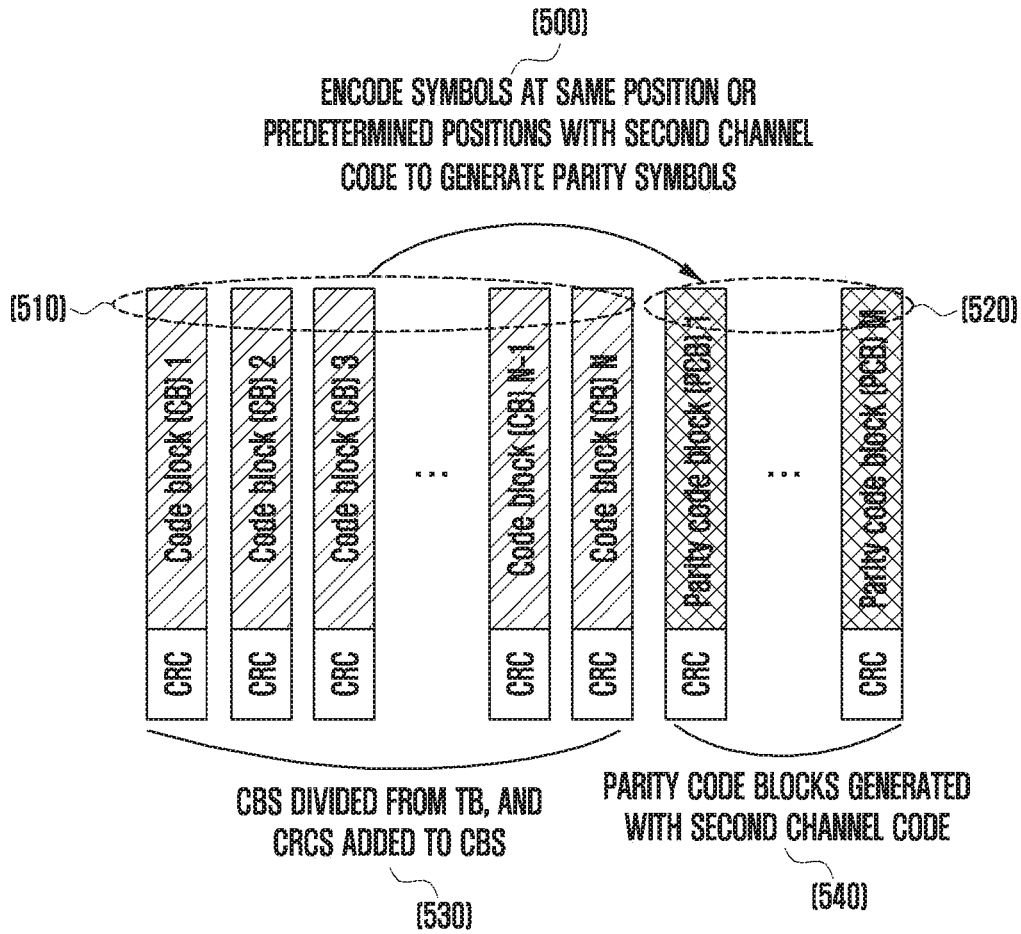 (500)
ENCODE SYMBOLS AT SAME POSITION OR
PREDETERMINED POSITIONS WITH SECOND CHANNEL
CODE TO GENERATE PARITY SYMBOLS
(510)
(520)
Code block (CB) 1
Code block (CB) 2
Code block (CB) 3
...
Code block (CB) N-1
Code block (CB) N
Parity code block (PCB) 1
...
Parity code block (PCB) M
CRC
CRC
CRC
CRC
CRC
CRC
CRC
CBS DIVIDED FROM TB, AND
CRCS ADDED TO CBS
(530)
PARITY CODE BLOCKS GENERATED
WITH SECOND CHANNEL CODE
(540)